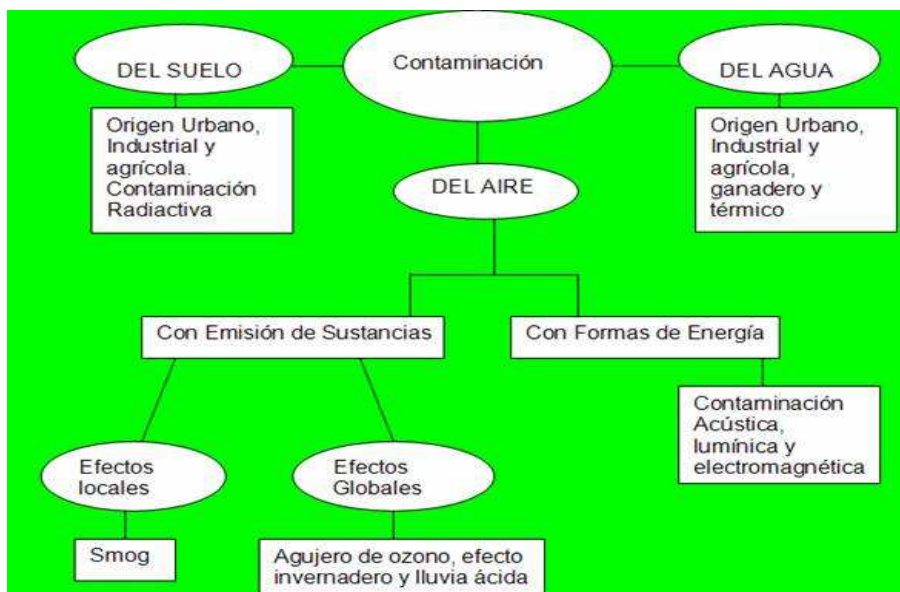 Contaminación
DEL SUELO
DEL AGUA
Origen Urbano,
Industrial y
agrícola.
Contaminación
Radiactiva
Origen Urbano,
Industrial y
agrícola,
ganadero y
térmico
DEL AIRE
Con Emisión de Sustancias
Con Formas de Energía
Contaminación
Acústica,
lumínica y
electromagnética
Efectos
locales
Efectos
Globales
Smog
Agujero de ozono, efecto
invernadero y lluvia ácida